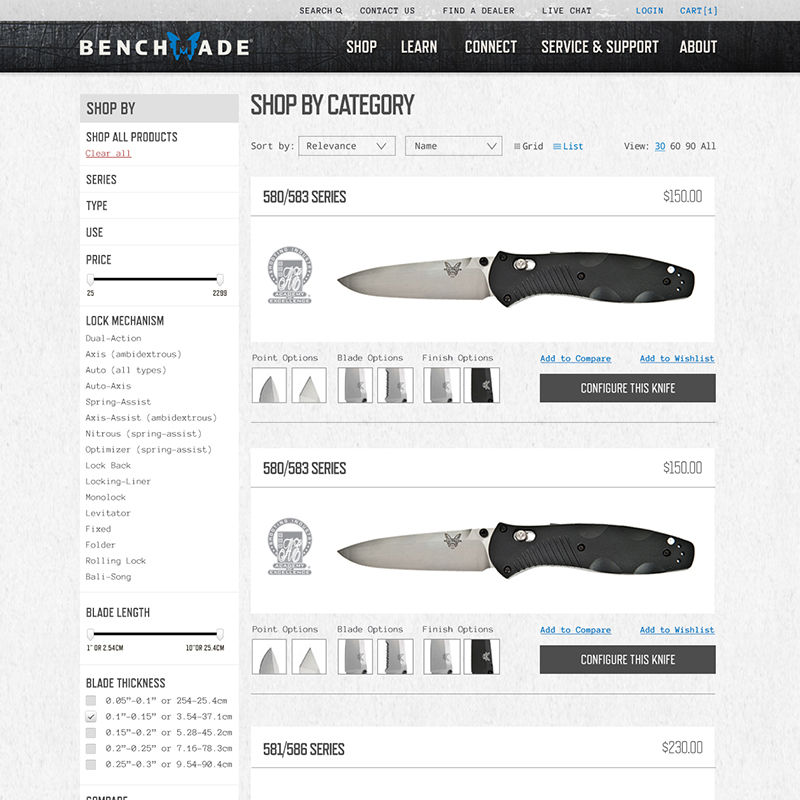 SEARCH CONTACT US FIND A DEALER LIVE CHAT LOGIN CART[1]
BENCHMADE® SHOP LEARN CONNECT SERVICE & SUPPORT ABOUT
SHOP BY
SHOP ALL PRODUCTS
Clear all
SERIES
TYPE
USE
PRICE
25 2299
LOCK MECHANISM
Dual-Action
Axis (ambidextrous)
Auto (all types)
Auto-Axis
Spring-Assist
Axis-Assist (ambidextrous)
Nitrous (spring-assist)
Optimizer (spring-assist)
Lock Back
Locking-Liner
Monolock
Levitator
Fixed
Folder
Rolling Lock
Bali-Song
BLADE LENGTH
1" OR 2.54CM 10" OR 25.4CM
BLADE THICKNESS
0.05"-0.1" or 254-25.4cm
0.1"-0.15" or 3.54-37.1cm
0.15"-0.2" or 5.28-45.2cm
0.2"-0.25" or 7.16-78.3cm
0.25"-0.3" or 9.54-90.4cm
COMPARE
SHOP BY CATEGORY
Sort by: Relevance Name Grid List View: 30 60 90 All
580/583 SERIES $150.00
ACADEMY
EXCELLENCE
Point Options Blade Options Finish Options Add to Compare Add to Wishlist
CONFIGURE THIS KNIFE
580/583 SERIES $150.00
ACADEMY
EXCELLENCE
Point Options Blade Options Finish Options Add to Compare Add to Wishlist
CONFIGURE THIS KNIFE
581/586 SERIES $230.00